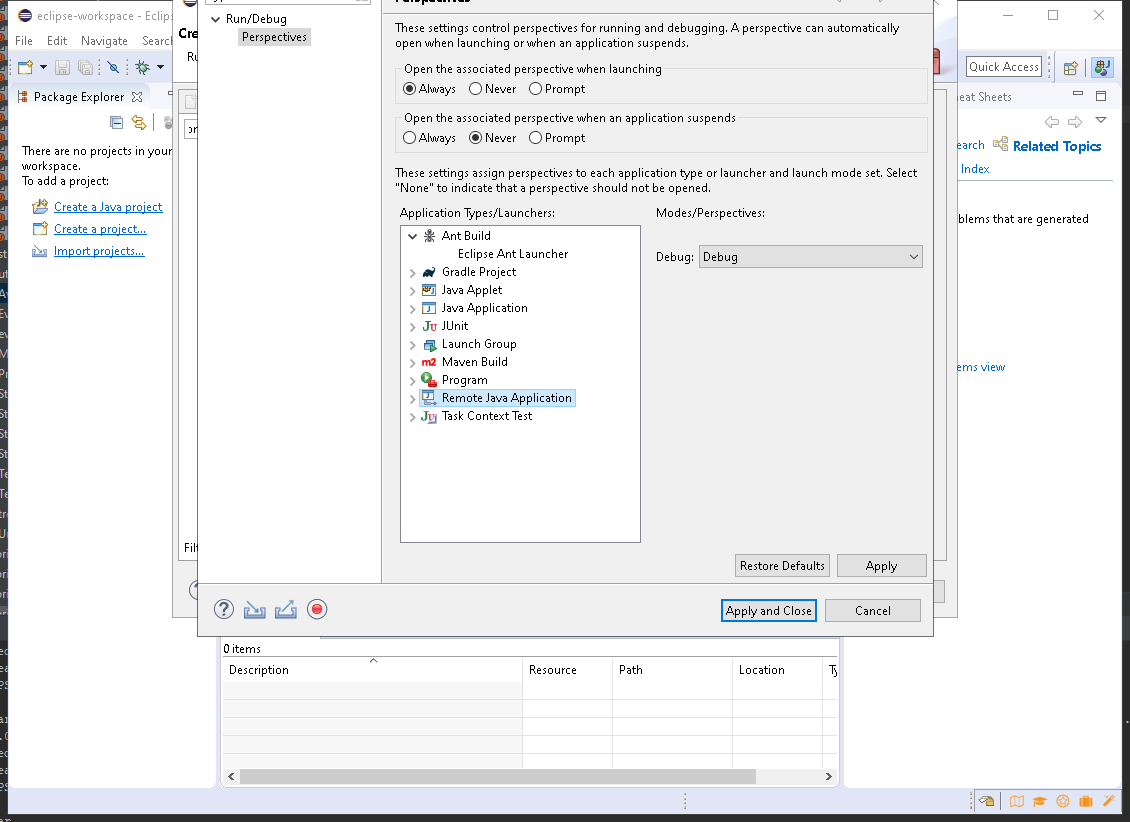 eclipse-workspace - Eclips
File Edit Navigate Search
Quick Access
Package Explorer
There are no projects in your
workspace.
To add a project:
Create a Java project
Create a project...
Import projects...
Cre
Ru
Filt
Run/Debug
Perspectives
Perspectives
These settings control perspectives for running and debugging. A perspective can automatically
open when launching or when an application suspends.
Open the associated perspective when launching
Always Never Prompt
Open the associated perspective when an application suspends
Always Never Prompt
These settings assign perspectives to each application type or launcher and launch mode set. Select
"None" to indicate that a perspective should not be opened.
Application Types/Launchers:
Ant Build
Eclipse Ant Launcher
Gradle Project
Java Applet
Java Application
JUnit
Launch Group
Maven Build
Program
Remote Java Application
Task Context Test
Modes/Perspectives:
Debug: Debug
Restore Defaults Apply
Apply and Close Cancel
eat Sheets
earch Related Topics
Index
blems that are generated
ems view
0 items
Description Resource Path Location Ty